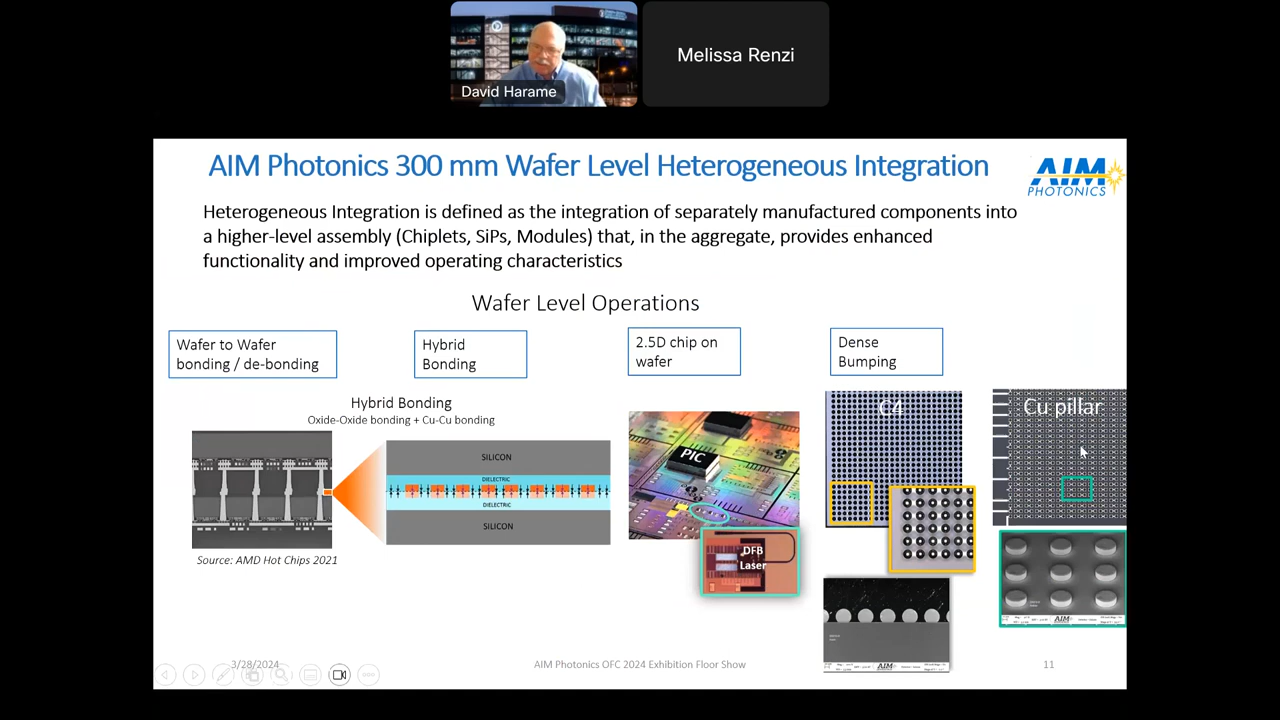 David Harame
Melissa Renzi
AIM Photonics 300 mm Wafer Level Heterogeneous Integration
AIM
PHOTONICS
Heterogeneous Integration is defined as the integration of separately manufactured components into
a higher-level assembly (Chiplets, SiPs, Modules) that, in the aggregate, provides enhanced
functionality and improved operating characteristics
Wafer Level Operations
Wafer to Wafer
bonding / de-bonding
Hybrid
Bonding
2.5D chip on
wafer
Dense
Bumping
Hybrid Bonding
Oxide-Oxide bonding + Cu-Cu bonding
SILICON
DIELECTRIC
DIELECTRIC
SILICON
Source: AMD Hot Chips 2021
PIC
DFB
Laser
C4
Cu pillar
AIM
AIM
3/28/2024
AIM Photonics OFC 2024 Exhibition Floor Show
11